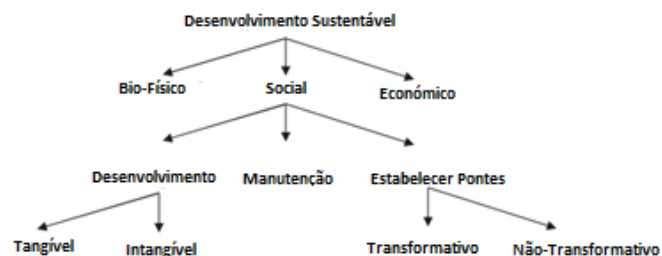 Desenvolvimento Sustentável
Bio-Físico Social Económico
Desenvolvimento Manutenção Estabelecer Pontes
Tangível Intangível Transformativo Não-Transformativo